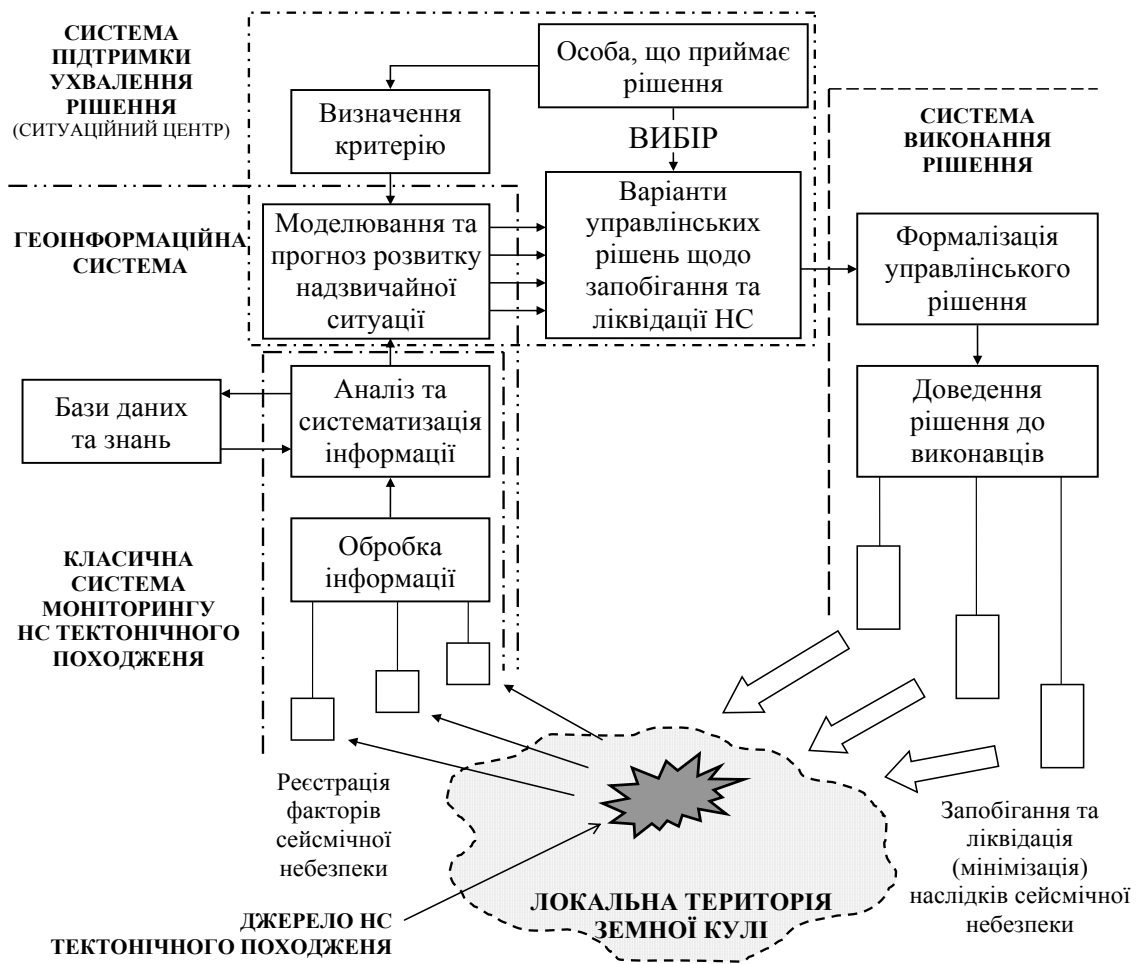 СИСТЕМА
ПІДТРИМКИ
УХВАЛЕННЯ
РІШЕННЯ
(СИТУАЦІЙНИЙ ЦЕНТР)
Особа, що приймає
рішення
Визначення
критерію
ВИБІР
СИСТЕМА
ВИКОНАННЯ
РІШЕННЯ
ГЕОІНФОРМАЦІЙНА
СИСТЕМА
Моделювання та
прогноз розвитку
надзвичайної
ситуації
Варіанти
управлінських
рішень щодо
запобігання та
ліквідації НС
Формалізація
управлінського
рішення
Бази даних
та знань
Аналіз та
систематизація
інформації
Доведення
рішення до
виконавців
КЛАСИЧНА
СИСТЕМА
МОНІТОРИНГУ
НС ТЕКТОНІЧНОГО
ПОХОДЖЕНЯ
Обробка
інформації
Реєстрація
факторів
сейсмічної
небезпеки
Запобігання та
ліквідація
(мінімізація)
наслідків сейсмічної
небезпеки
ДЖЕРЕЛО НС
ТЕКТОНІЧНОГО ПОХОДЖЕНЯ
ЛОКАЛЬНА ТЕРИТОРІЯ
ЗЕМНОЇ КУЛІ